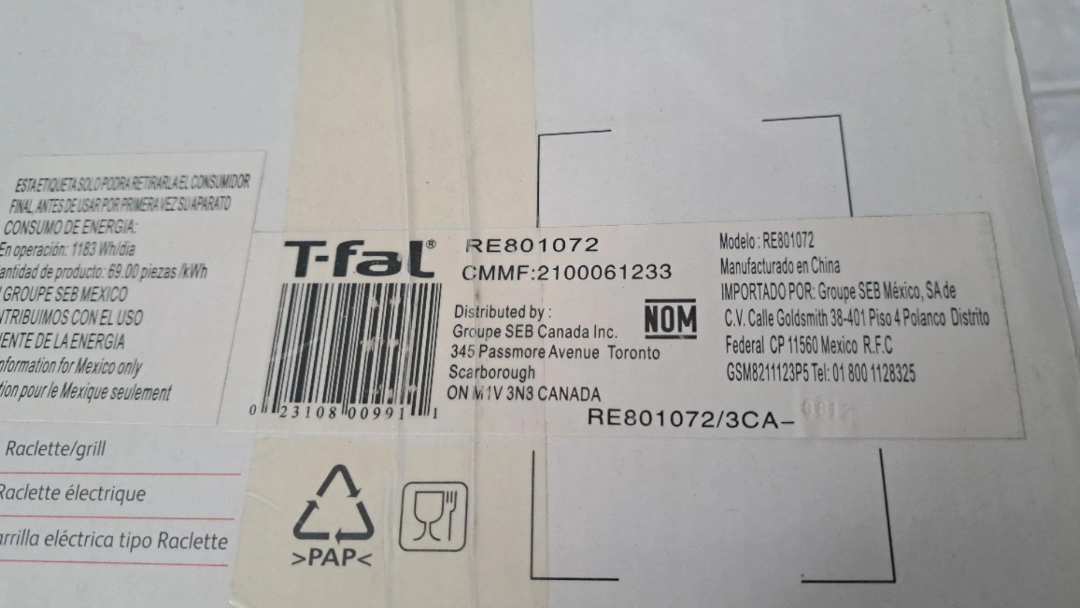 ESTA ETIQUETA SOLO PODRA RETIRARLA EL CONSUMIDOR
FINAL, ANTES DE USAR POR PRIMERA VEZ SU APARATO
CONSUMO DE ENERGIA:
En operación: 1183 Wh/dia
antidad de producto: 69.00 piezas /kWh
GROUPE SEB MEXICO
NTRIBUIMOS CON EL USO
IENTE DE LA ENERGIA
nformation for Mexico only
tion pour le Mexique seulement
T-fal®
0 23108 00991 1
RE801072
CMMF:2100061233
Distributed by :
Groupe SEB Canada Inc.
345 Passmore Avenue Toronto
Scarborough
ON M1V 3N3 CANADA
NOM
Modelo : RE801072
Manufacturado en China
IMPORTADO POR: Groupe SEB México, SA de
C.V. Calle Goldsmith 38-401 Piso 4 Polanco Distrito
Federal CP 11560 Mexico R.F.C
GSM8211123P5 Tel: 01 800 1128325
RE801072/3CA-
Raclette/grill
Raclette électrique
arrilla eléctrica tipo Raclette
>PAP<